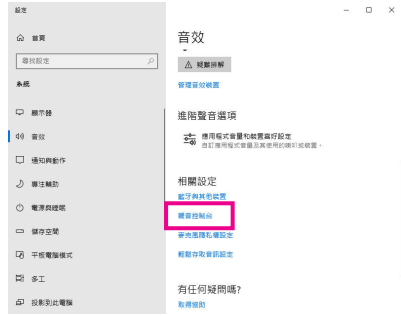 設定
首頁
尋找設定
系統
顯示器
音效
通知與動作
專注輔助
電源與睡眠
儲存空間
平板電腦模式
多工
投影到此電腦
音效
疑難排解
管理音效裝置
進階聲音選項
應用程式音量和裝置喜好設定
自訂應用程式音量及其使用的喇叭或裝置。
相關設定
藍牙與其他裝置
聲音控制台
麥克風隱私權設定
輕鬆存取音訊設定
有任何疑問嗎?
取得協助